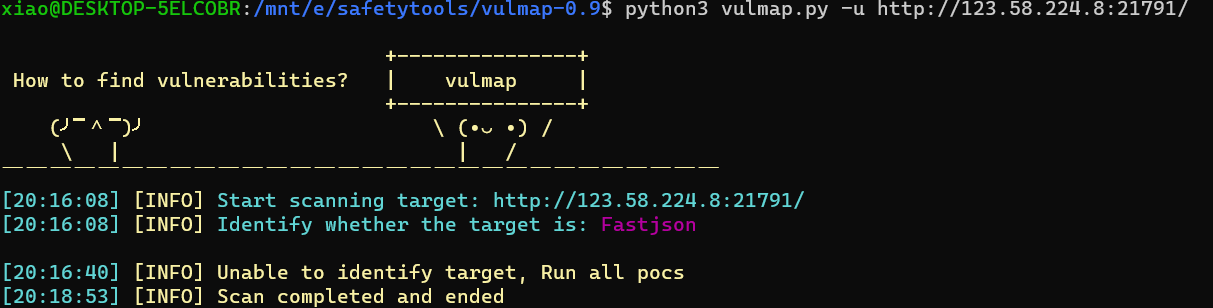 xiao@DESKTOP-5ELCOBR:/mnt/e/safetytools/vulmap-0.9$ python3 vulmap.py -u http://123.58.224.8:21791/
+---------------+
How to find vulnerabilities?   |     vulmap     |
+---------------+
(╯‾^‾)╯                        \ (•ᴗ •) /
\   |                            |   /
[20:16:08] [INFO] Start scanning target: http://123.58.224.8:21791/
[20:16:08] [INFO] Identify whether the target is: Fastjson
[20:16:40] [INFO] Unable to identify target, Run all pocs
[20:18:53] [INFO] Scan completed and ended